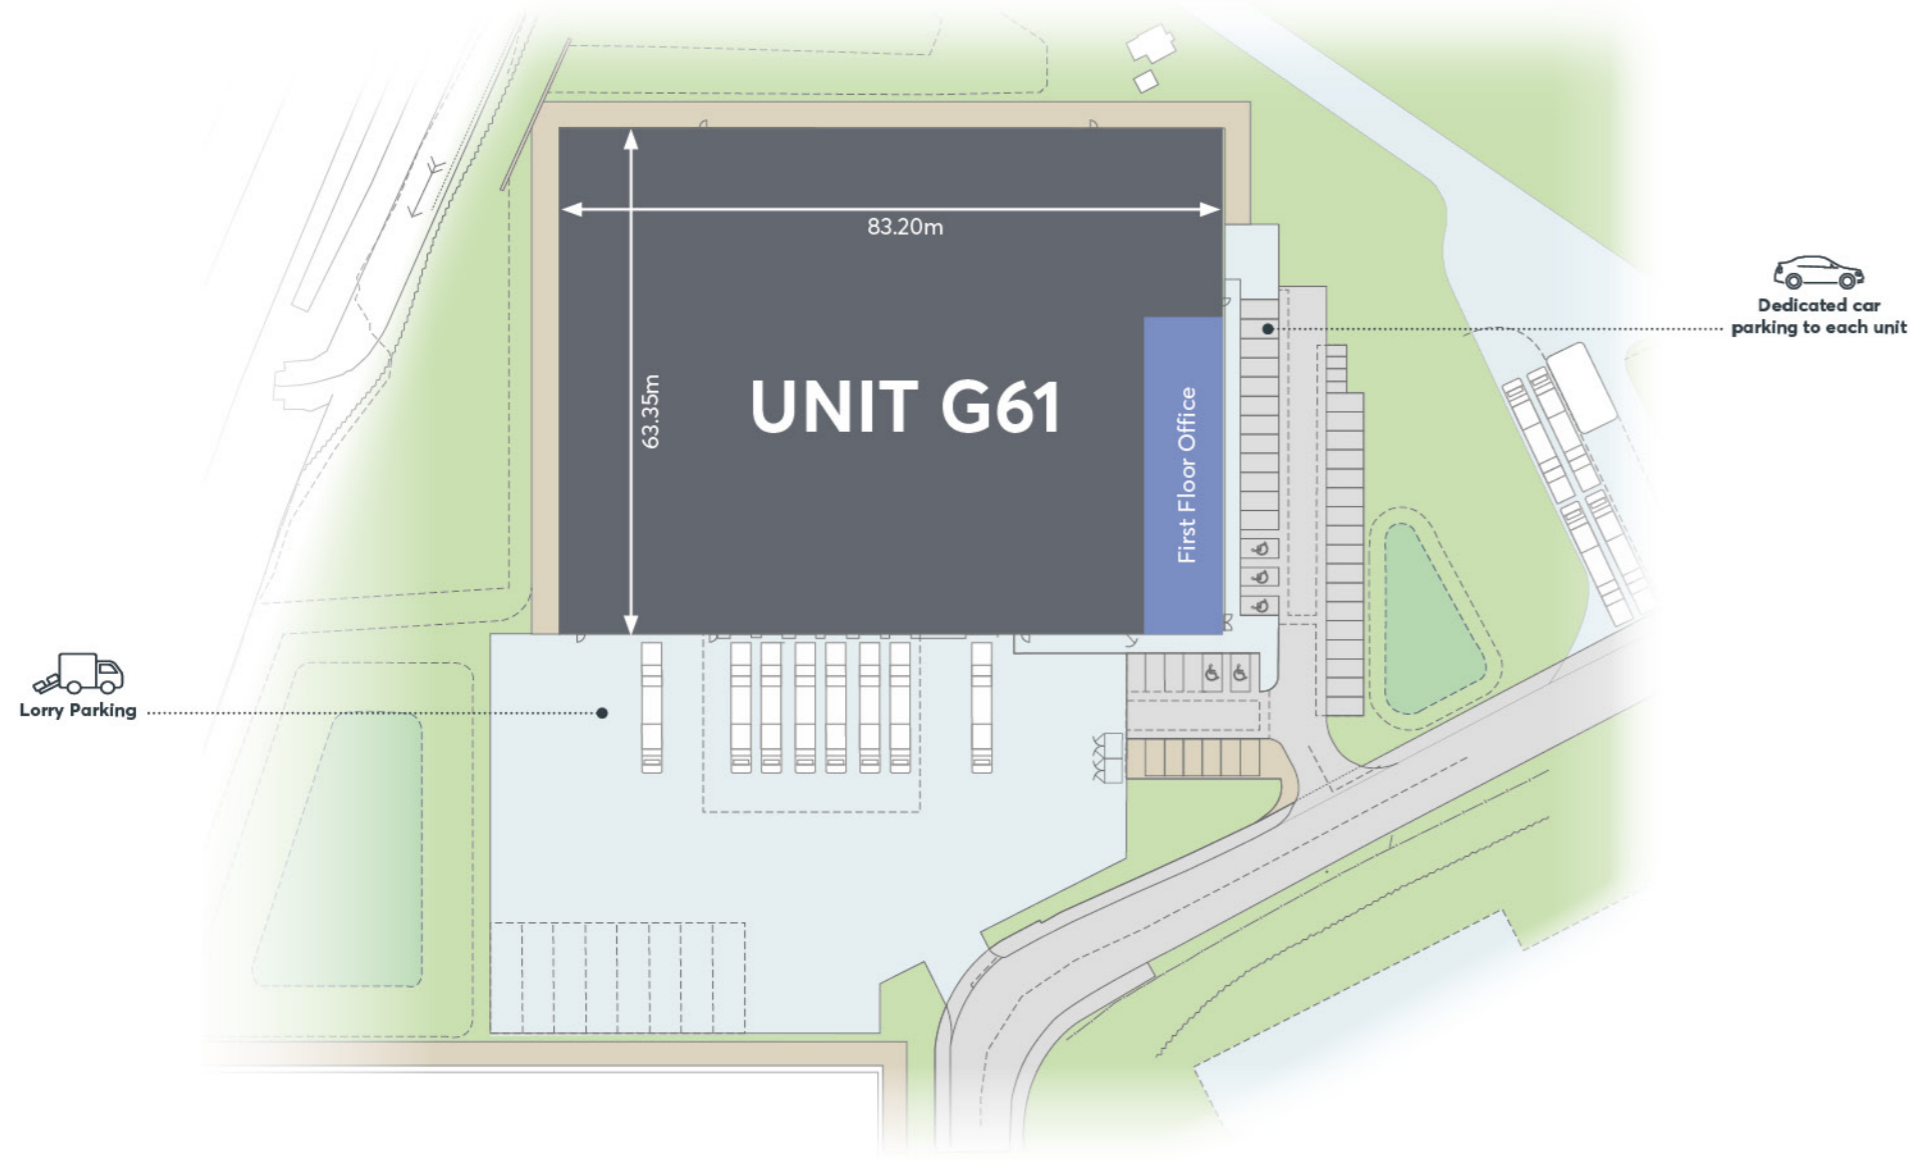 83.20m
63.35m
UNIT G61
First Floor Office
Dedicated car
parking to each unit
Lorry Parking